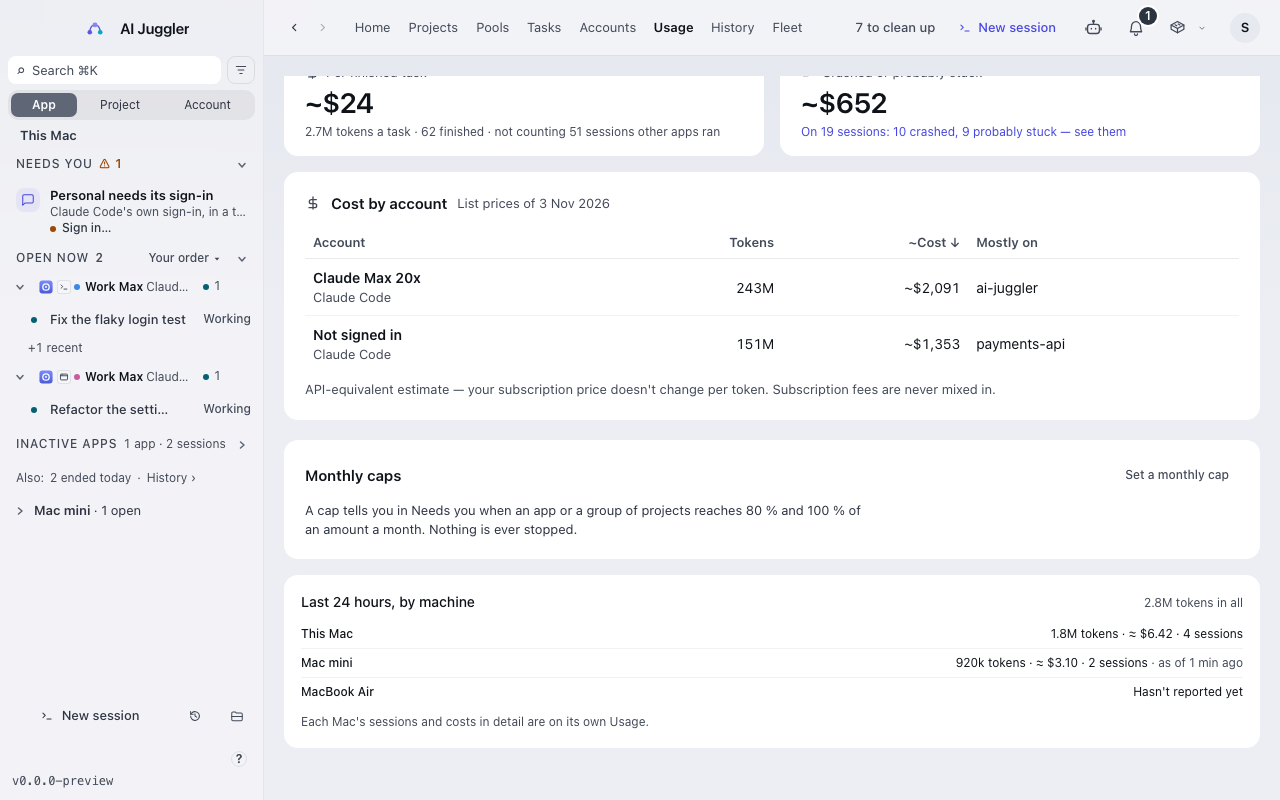 AI Juggler
Search ⌘K
App
Project
Account
This Mac
NEEDS YOU 1
Personal needs its sign-in
Claude Code's own sign-in, in a t...
Sign in...
OPEN NOW 2
Your order
Work Max Claud...
1
Fix the flaky login test
Working
+1 recent
Work Max Claud...
1
Refactor the setti...
Working
INACTIVE APPS 1 app · 2 sessions
Also: 2 ended today · History ›
Mac mini · 1 open
New session
?
v0.0.0-preview
Home
Projects
Pools
Tasks
Accounts
Usage
History
Fleet
7 to clean up
New session
1
S
~$24
2.7M tokens a task · 62 finished · not counting 51 sessions other apps ran
~$652
On 19 sessions: 10 crashed, 9 probably stuck — see them
$ Cost by account List prices of 3 Nov 2026
Account Tokens ~Cost ↓ Mostly on
Claude Max 20x
Claude Code
243M ~$2,091 ai-juggler
Not signed in
Claude Code
151M ~$1,353 payments-api
API-equivalent estimate — your subscription price doesn't change per token. Subscription fees are never mixed in.
Monthly caps
Set a monthly cap
A cap tells you in Needs you when an app or a group of projects reaches 80 % and 100 % of
an amount a month. Nothing is ever stopped.
Last 24 hours, by machine
2.8M tokens in all
This Mac
1.8M tokens · ≈ $6.42 · 4 sessions
Mac mini
920k tokens · ≈ $3.10 · 2 sessions · as of 1 min ago
MacBook Air
Hasn't reported yet
Each Mac's sessions and costs in detail are on its own Usage.